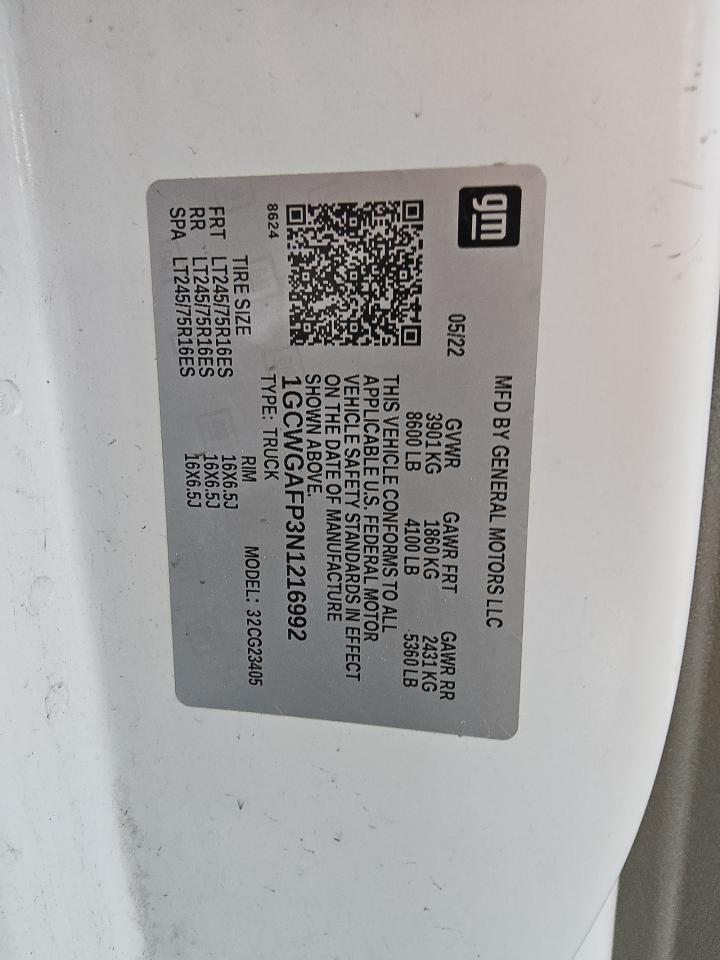 gm
MFD BY GENERAL MOTORS LLC
05/22
GVWR GAWR FRT GAWR RR
3901 KG 1860 KG 2431 KG
8600 LB 4100 LB 5360 LB
THIS VEHICLE CONFORMS TO ALL
APPLICABLE U.S. FEDERAL MOTOR
VEHICLE SAFETY STANDARDS IN EFFECT
ON THE DATE OF MANUFACTURE
SHOWN ABOVE.
1GCWGAFP3N1216992
8624
TYPE: TRUCK MODEL: 32CG23405
TIRE SIZE RIM
FRT LT245/75R16ES 16X6.5J
RR LT245/75R16ES 16X6.5J
SPA LT245/75R16ES 16X6.5J